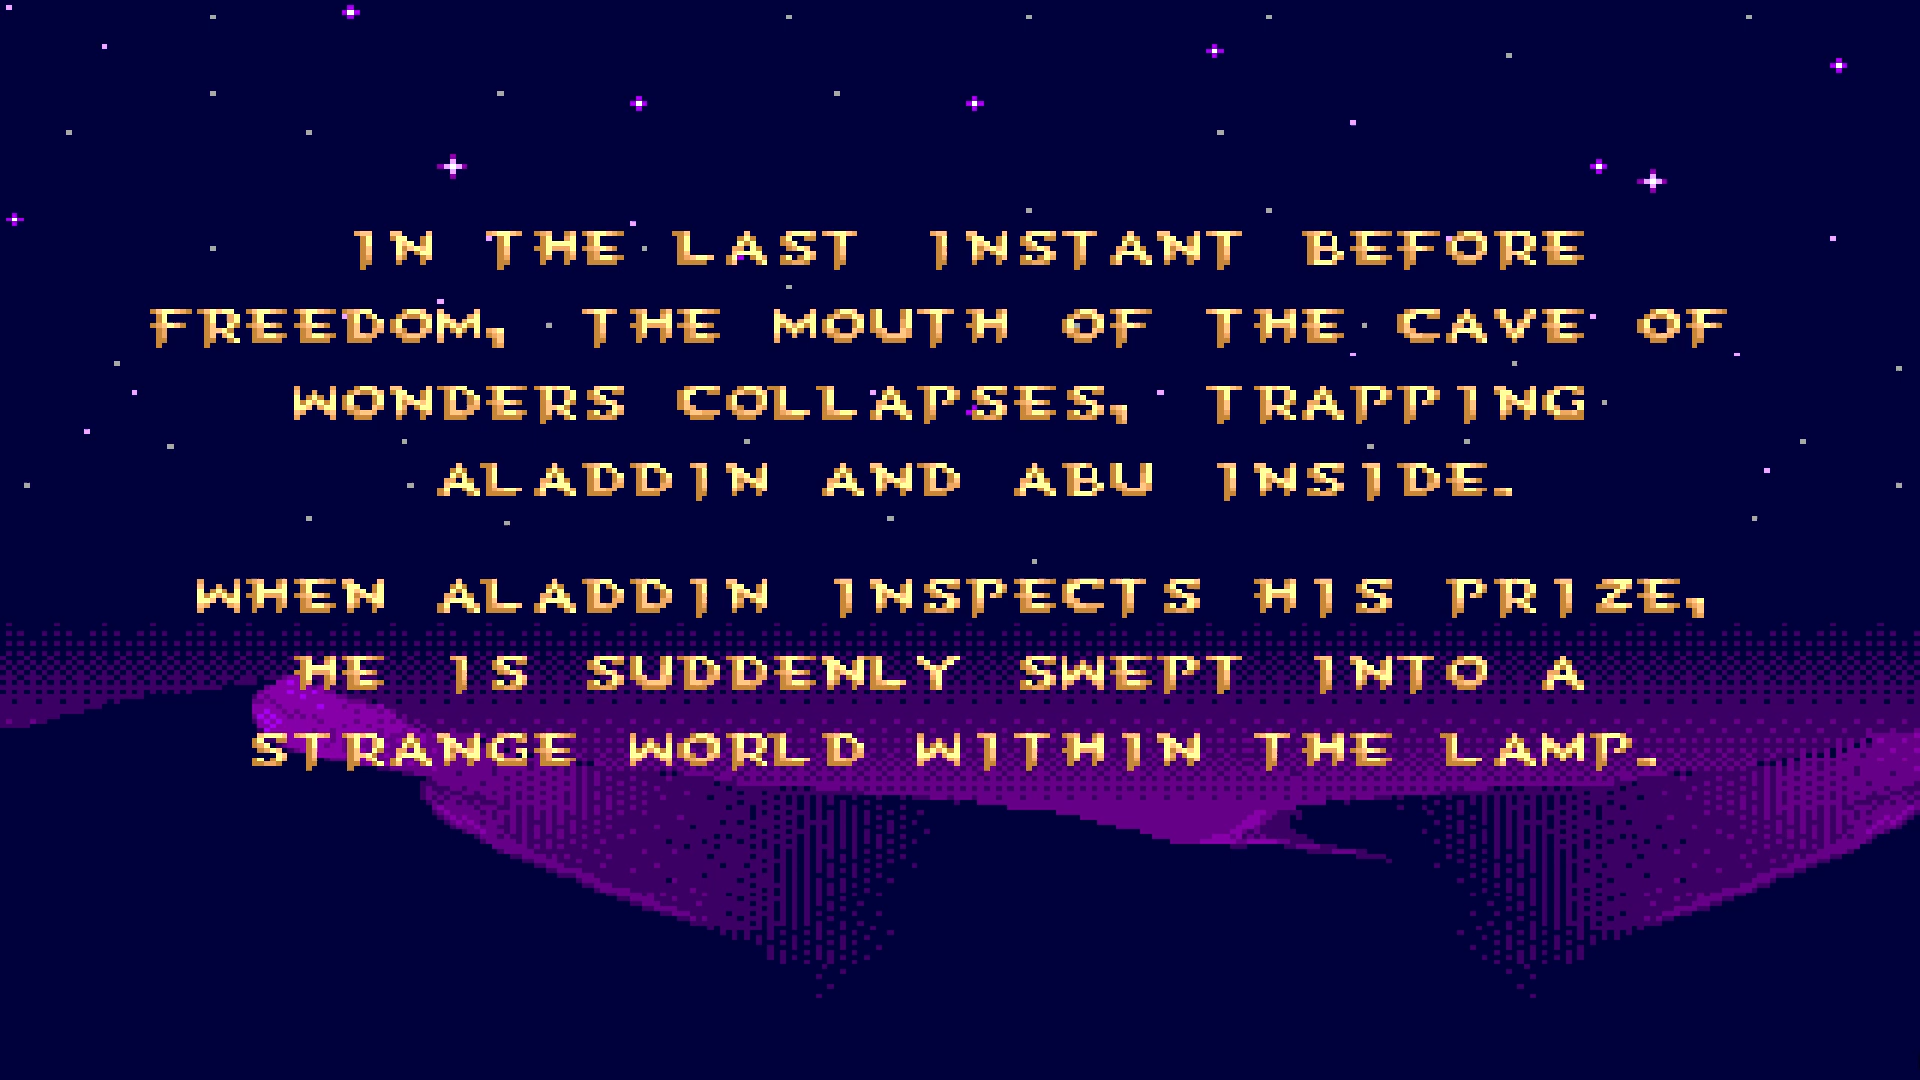 IN THE LAST INSTANT BEFORE
FREEDOM, THE MOUTH OF THE CAVE OF
WONDERS COLLAPSES, TRAPPING
ALADDIN AND ABU INSIDE.
WHEN ALADDIN INSPECTS HIS PRIZE,
HE IS SUDDENLY SWEPT INTO A
STRANGE WORLD WITHIN THE LAMP.